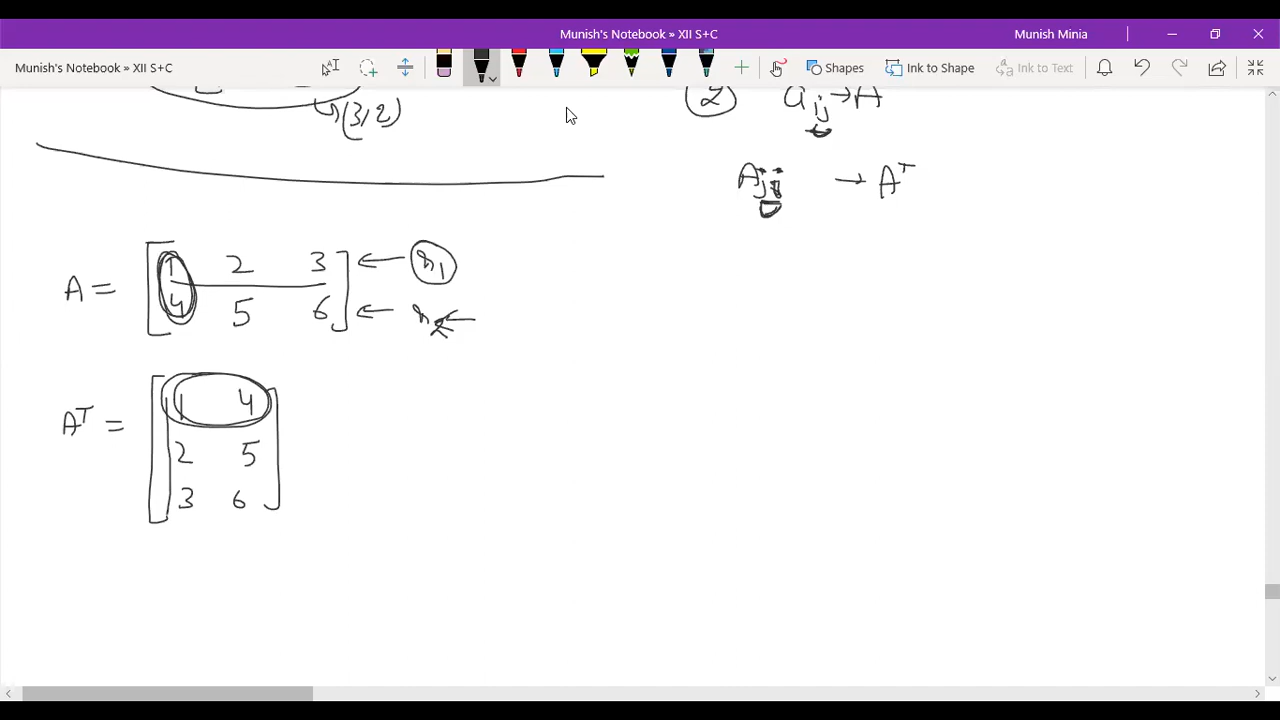 Munish's Notebook » XII S+C
Munish Minia
Munish's Notebook » XII S+C
Shapes
Ink to Shape
Ink to Text
(3,2)
2 aij → A
Aji → A^T
A = [ 1 2 3 ] ← r1
[ 4 5 6 ] ← r2 ←
A^T = [ 1 4
2 5
3 6 ]